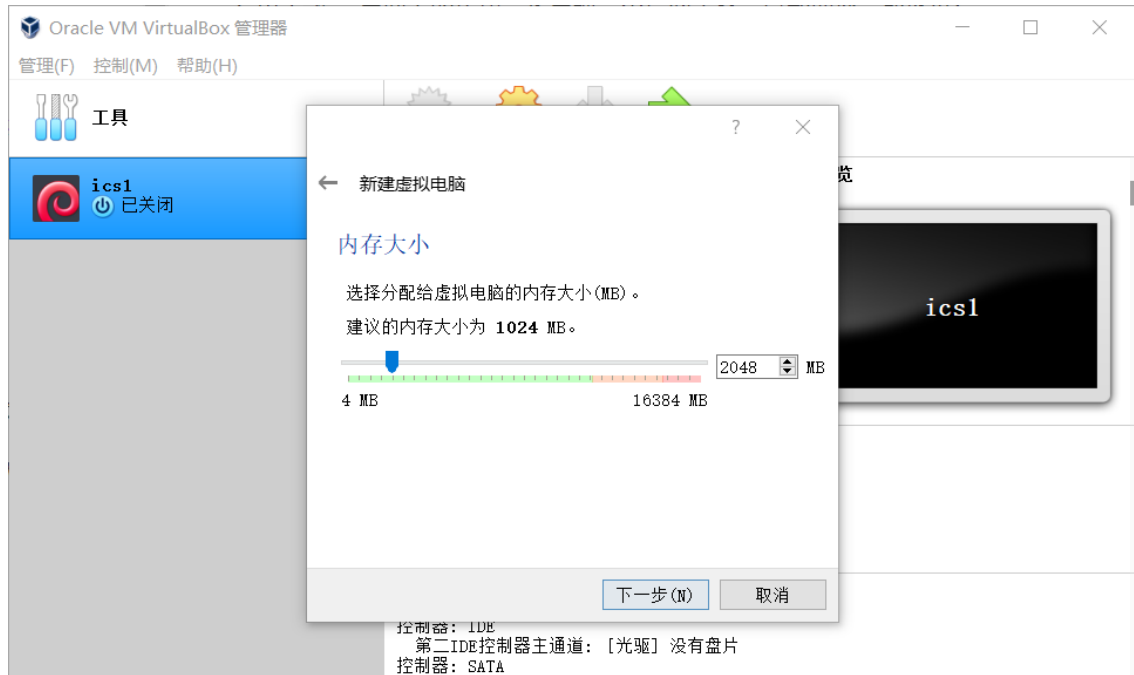 Oracle VM VirtualBox 管理器
管理(F) 控制(M) 帮助(H)
工具
ics1
已关闭
?
新建虚拟电脑
内存大小
选择分配给虚拟电脑的内存大小(MB)。
建议的内存大小为 1024 MB。
2048 MB
4 MB 16384 MB
下一步(N) 取消
览
ics1
控制器: IDE
第二IDE控制器主通道: [光驱] 没有盘片
控制器: SATA